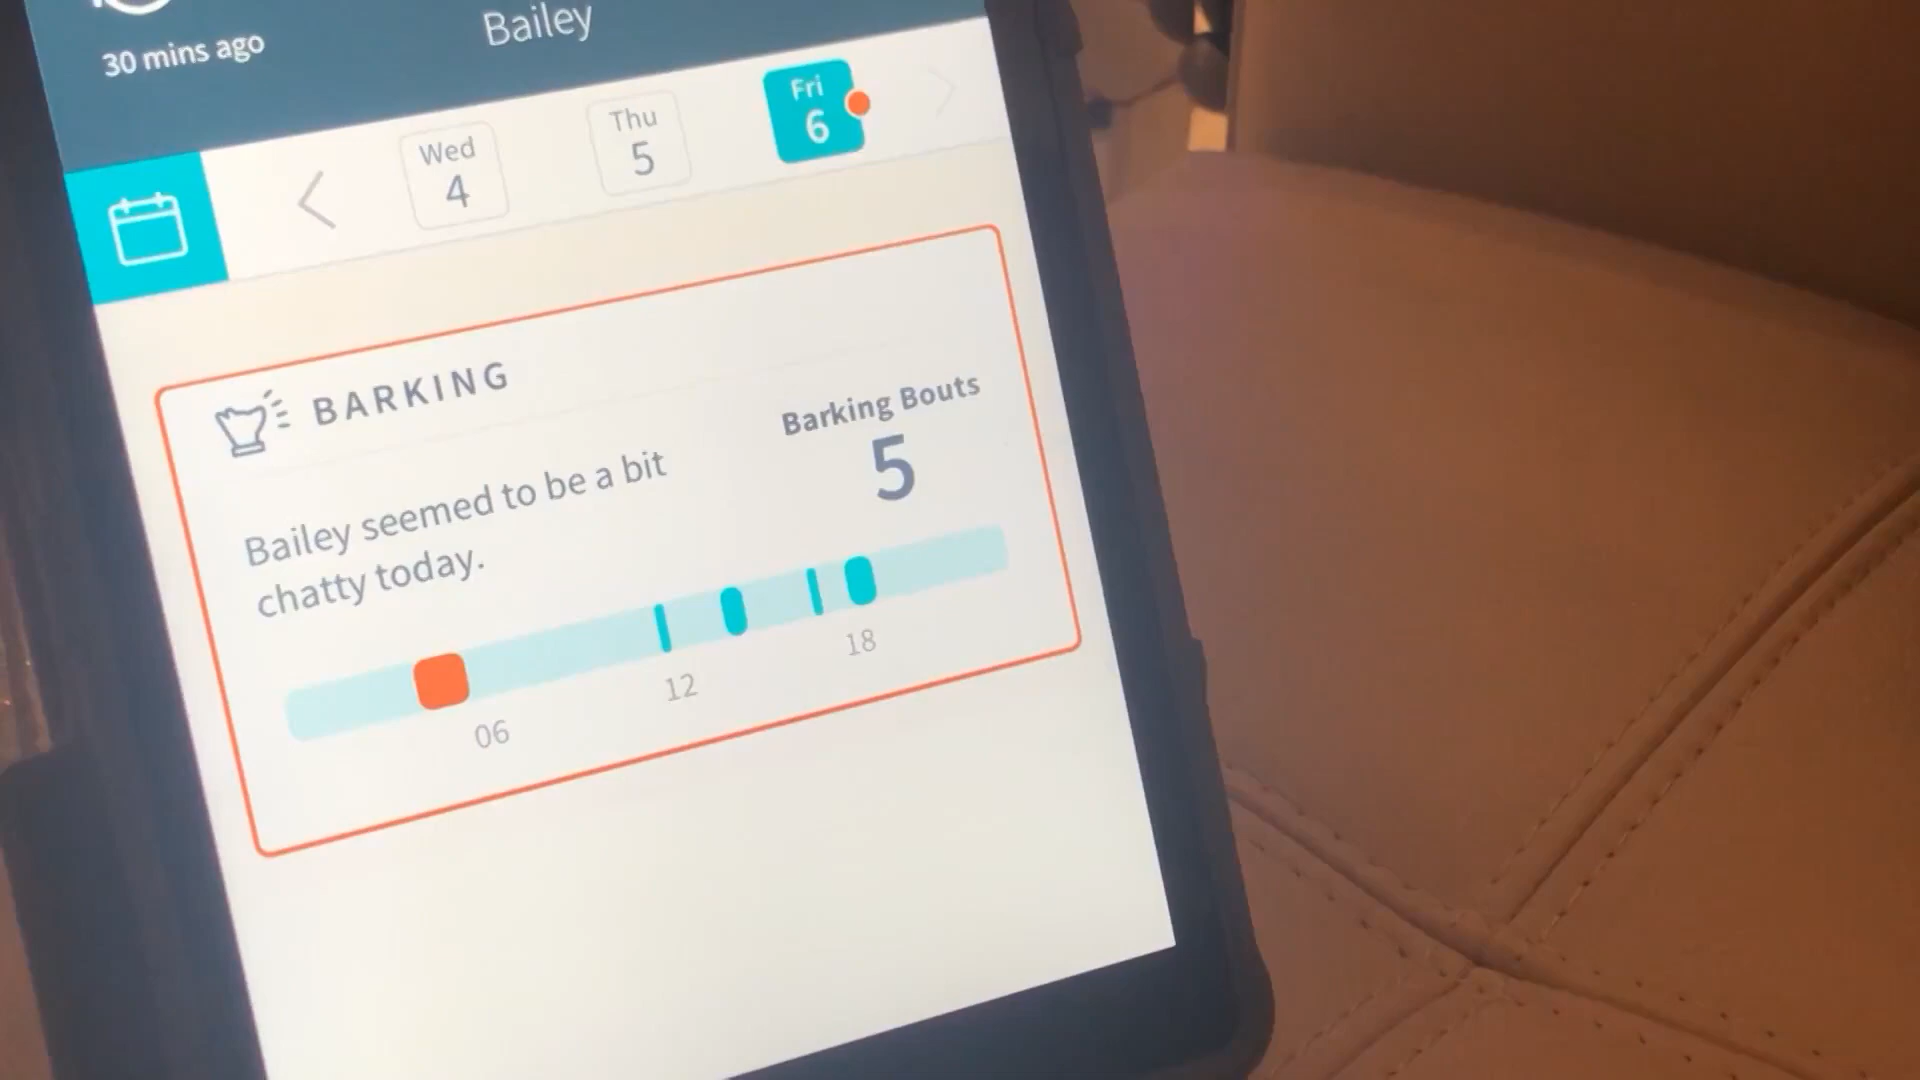 Bailey
30 mins ago
Wed
4
Thu
5
Fri
6
BARKING
Barking Bouts
5
Bailey seemed to be a bit
chatty today.
06
12
18